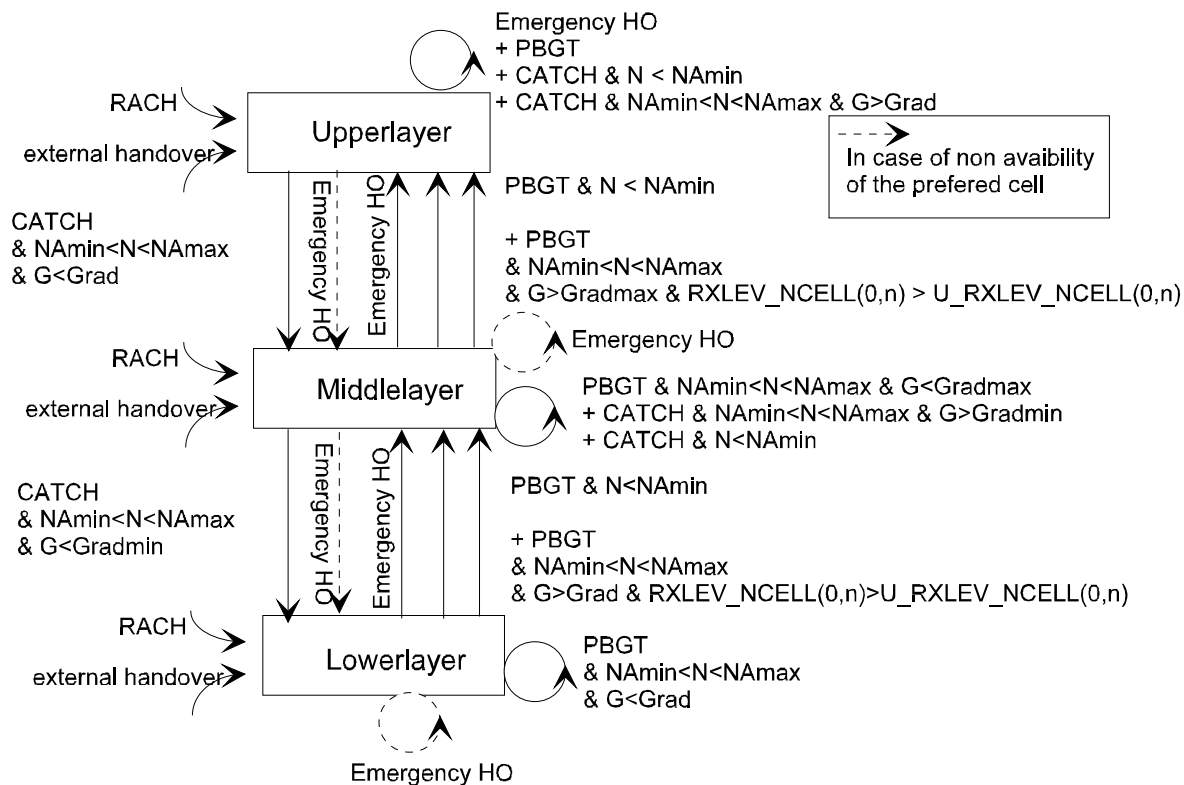 Emergency HO
+ PBGT
+ CATCH & N < NAmin
+ CATCH & NAmin<N<NAmax & G>Grad
RACH
Upperlayer
external handover
In case of non avaibility
of the prefered cell
CATCH
& NAmin<N<NAmax
& G<Grad
Emergency HO
Emergency HO
PBGT & N < NAmin
+ PBGT
& NAmin<N<NAmax
& G>Gradmax & RXLEV_NCELL(0,n) > U_RXLEV_NCELL(0,n)
Emergency HO
RACH
Middlelayer
external handover
PBGT & NAmin<N<NAmax & G<Gradmax
+ CATCH & NAmin<N<NAmax & G>Gradmin
+ CATCH & N<NAmin
CATCH
& NAmin<N<NAmax
& G<Gradmin
Emergency HO
Emergency HO
PBGT & N<NAmin
+ PBGT
& NAmin<N<NAmax
& G>Grad & RXLEV_NCELL(0,n)>U_RXLEV_NCELL(0,n)
RACH
Lowerlayer
external handover
PBGT
& NAmin<N<NAmax
& G<Grad
Emergency HO